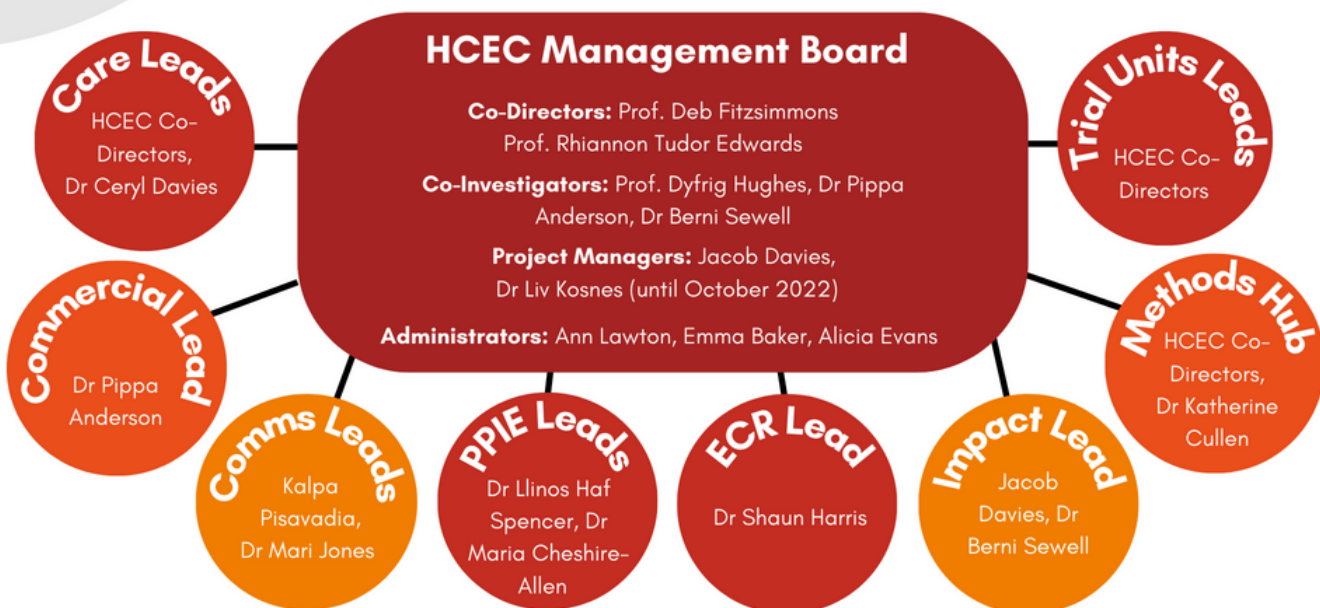 HCEC Management Board
Co-Directors: Prof. Deb Fitzsimmons
Prof. Rhiannon Tudor Edwards
Co-Investigators: Prof. Dyfrig Hughes, Dr Pippa
Anderson, Dr Berni Sewell
Project Managers: Jacob Davies,
Dr Liv Kosnes (until October 2022)
Administrators: Ann Lawton, Emma Baker, Alicia Evans
Care Leads
HCEC Co-
Directors,
Dr Ceryl Davies
Commercial Lead
Dr Pippa
Anderson
Comms Leads
Kalpa
Pisavadia,
Dr Mari Jones
PPIE Leads
Dr Llinos Haf
Spencer, Dr
Maria Cheshire-
Allen
ECR Lead
Dr Shaun Harris
Impact Lead
Jacob
Davies, Dr
Berni Sewell
Methods Hub
HCEC Co-
Directors,
Dr Katherine
Cullen
Trial Units Leads
HCEC Co-
Directors